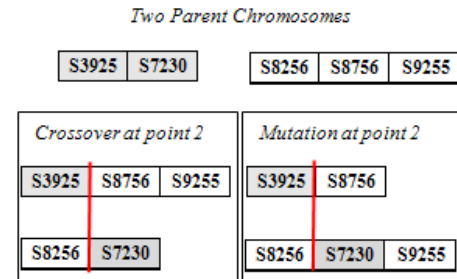 Two Parent Chromosomes
S3925 S7230 S8256 S8756 S9255
Crossover at point 2
S3925 S8756 S9255
S8256 S7230
Mutation at point 2
S3925 S8756
S8256 S7230 S9255